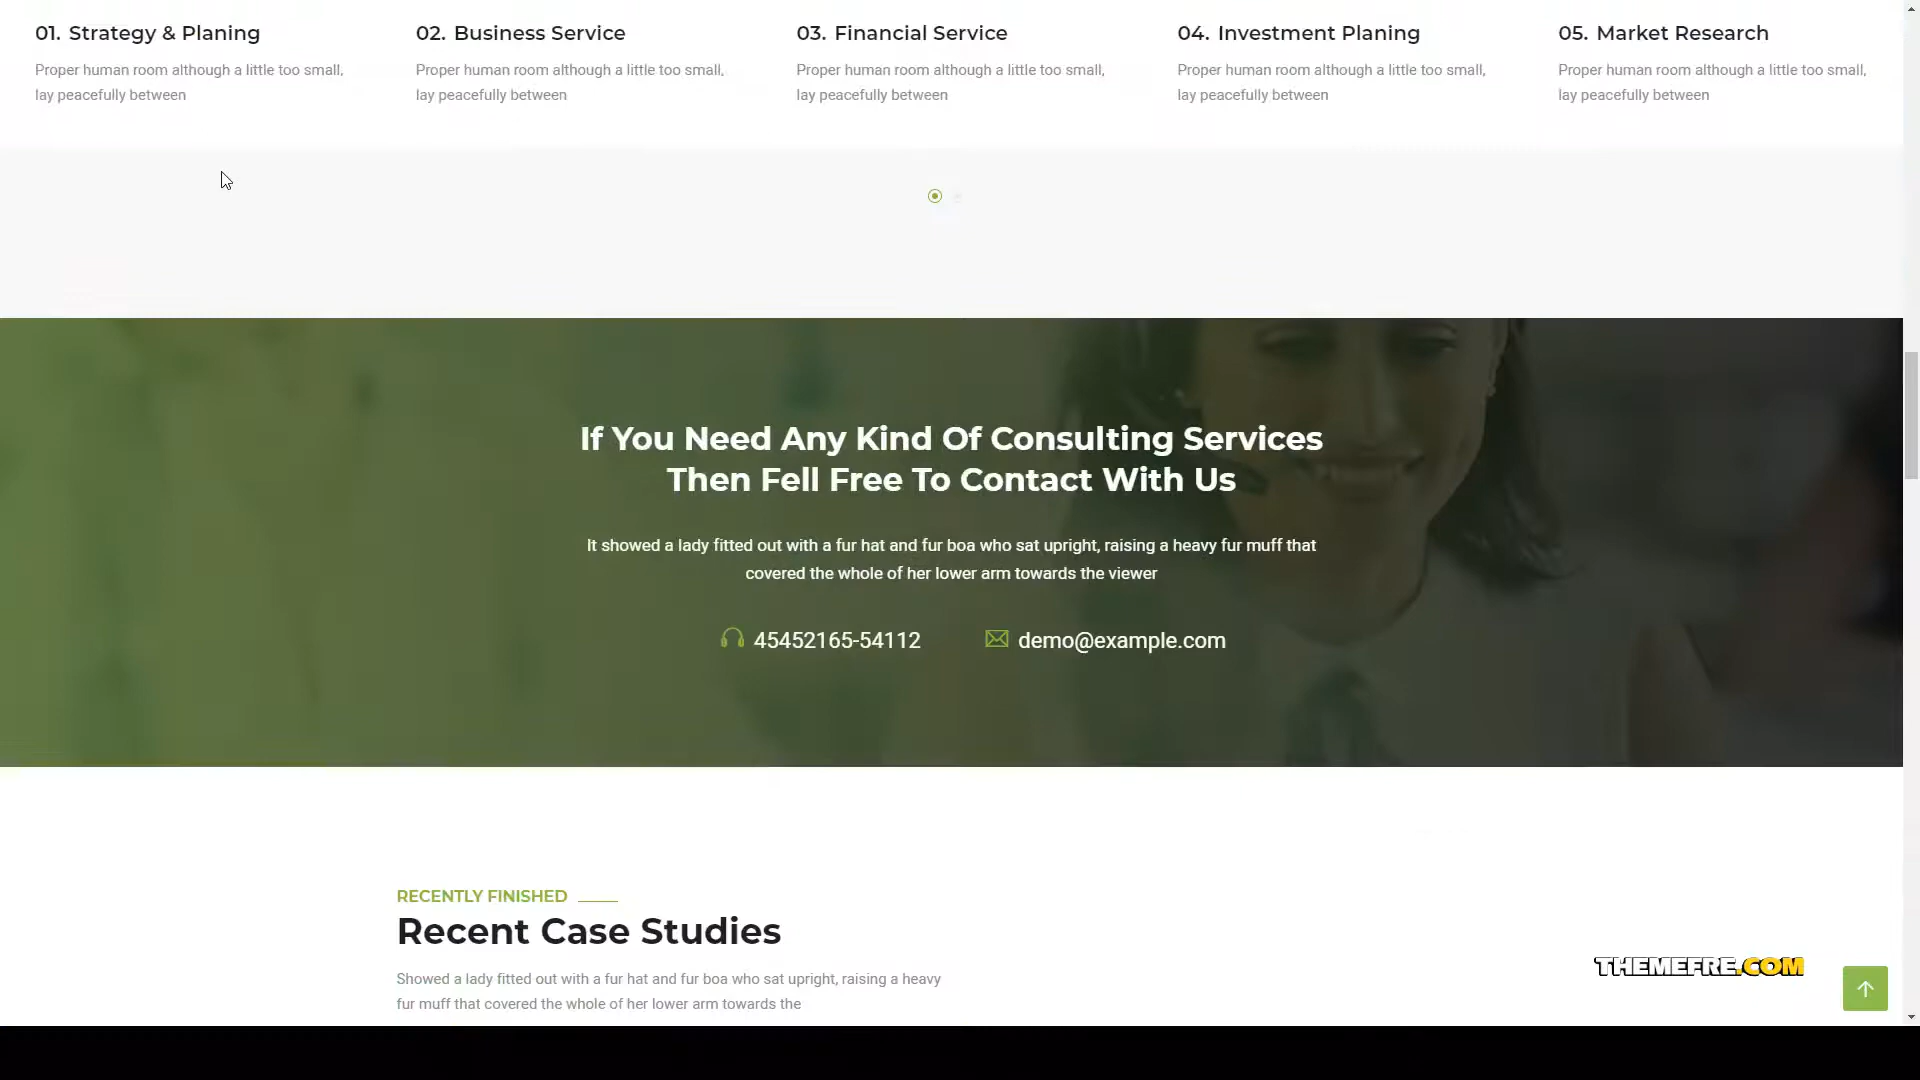 01. Strategy & Planing
Proper human room although a little too small,
lay peacefully between
02. Business Service
Proper human room although a little too small,
lay peacefully between
03. Financial Service
Proper human room although a little too small,
lay peacefully between
04. Investment Planing
Proper human room although a little too small,
lay peacefully between
05. Market Research
Proper human room although a little too small,
lay peacefully between
If You Need Any Kind Of Consulting Services
Then Fell Free To Contact With Us
It showed a lady fitted out with a fur hat and fur boa who sat upright, raising a heavy fur muff that
covered the whole of her lower arm towards the viewer
45452165-54112
demo@example.com
RECENTLY FINISHED
Recent Case Studies
Showed a lady fitted out with a fur hat and fur boa who sat upright, raising a heavy
fur muff that covered the whole of her lower arm towards the
THEMEFRE.COM